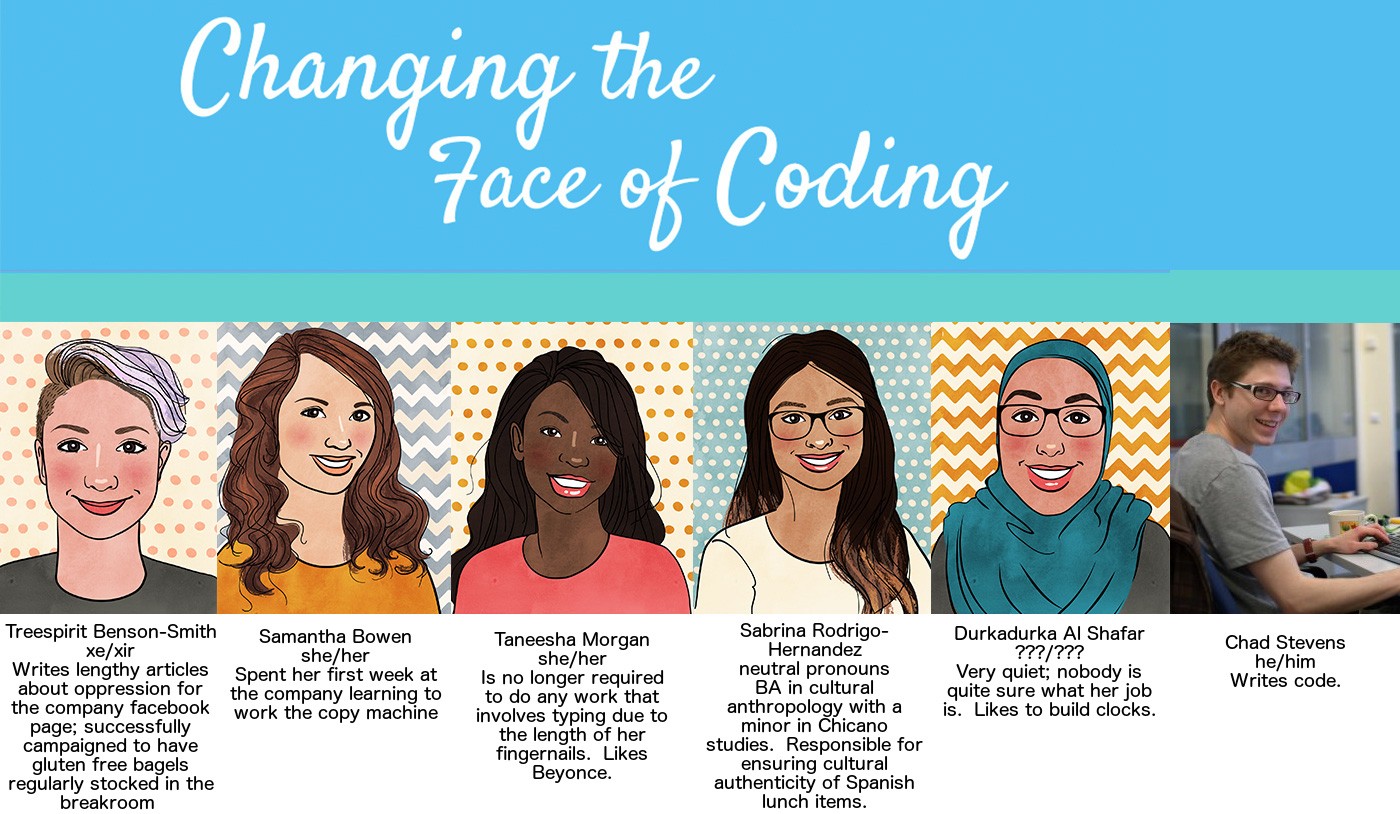 Changing the
Face of Coding
Treespirit Benson-Smith
xe/xir
Writes lengthy articles
about oppression for
the company facebook
page; successfully
campaigned to have
gluten free bagels
regularly stocked in the
breakroom
Samantha Bowen
she/her
Spent her first week at
the company learning to
work the copy machine
Taneesha Morgan
she/her
Is no longer required
to do any work that
involves typing due to
the length of her
fingernails.  Likes
Beyonce.
Sabrina Rodrigo-
Hernandez
neutral pronouns
BA in cultural
anthropology with a
minor in Chicano
studies.  Responsible for
ensuring cultural
authenticity of Spanish
lunch items.
Durkadurka Al Shafar
???/???
Very quiet; nobody is
quite sure what her job
is.  Likes to build clocks.
Chad Stevens
he/him
Writes code.